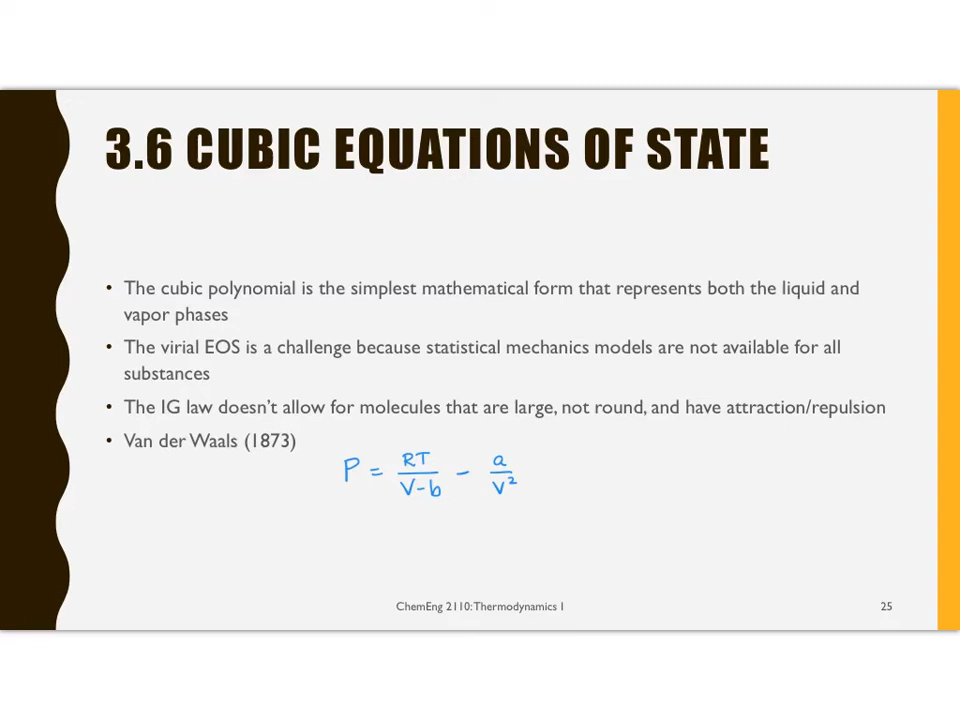 3.6 CUBIC EQUATIONS OF STATE
• The cubic polynomial is the simplest mathematical form that represents both the liquid and
vapor phases
• The virial EOS is a challenge because statistical mechanics models are not available for all
substances
• The IG law doesn't allow for molecules that are large, not round, and have attraction/repulsion
• Van der Waals (1873)
P = RT/(V-b) - a/V²
ChemEng 2110: Thermodynamics I
25